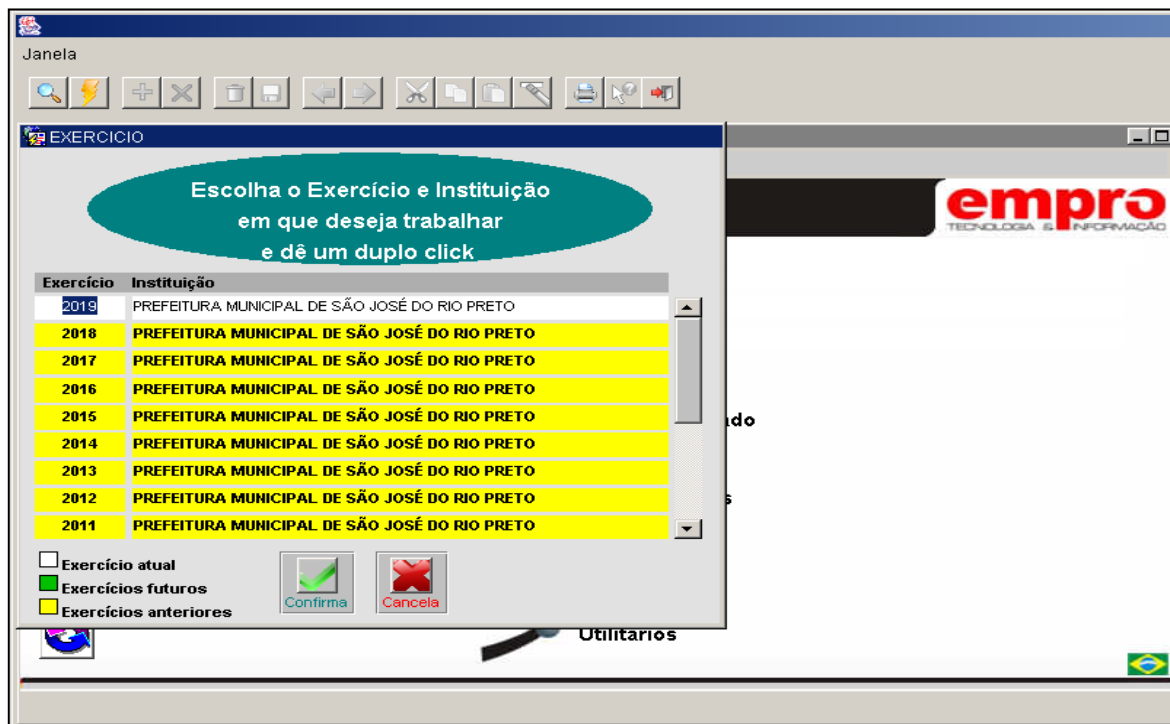 Janela
EXERCICIO
Escolha o Exercício e Instituição
em que deseja trabalhar
e dê um duplo click
empro
TECNOLOGIA & INFORMAÇÃO
Exercício Instituição
2019 PREFEITURA MUNICIPAL DE SÃO JOSÉ DO RIO PRETO
2018 PREFEITURA MUNICIPAL DE SÃO JOSÉ DO RIO PRETO
2017 PREFEITURA MUNICIPAL DE SÃO JOSÉ DO RIO PRETO
2016 PREFEITURA MUNICIPAL DE SÃO JOSÉ DO RIO PRETO
2015 PREFEITURA MUNICIPAL DE SÃO JOSÉ DO RIO PRETO
ado
2014 PREFEITURA MUNICIPAL DE SÃO JOSÉ DO RIO PRETO
2013 PREFEITURA MUNICIPAL DE SÃO JOSÉ DO RIO PRETO
2012 PREFEITURA MUNICIPAL DE SÃO JOSÉ DO RIO PRETO
s
2011 PREFEITURA MUNICIPAL DE SÃO JOSÉ DO RIO PRETO
Exercício atual
Exercícios futuros
Exercícios anteriores
Confirma
Cancela
Utilitários